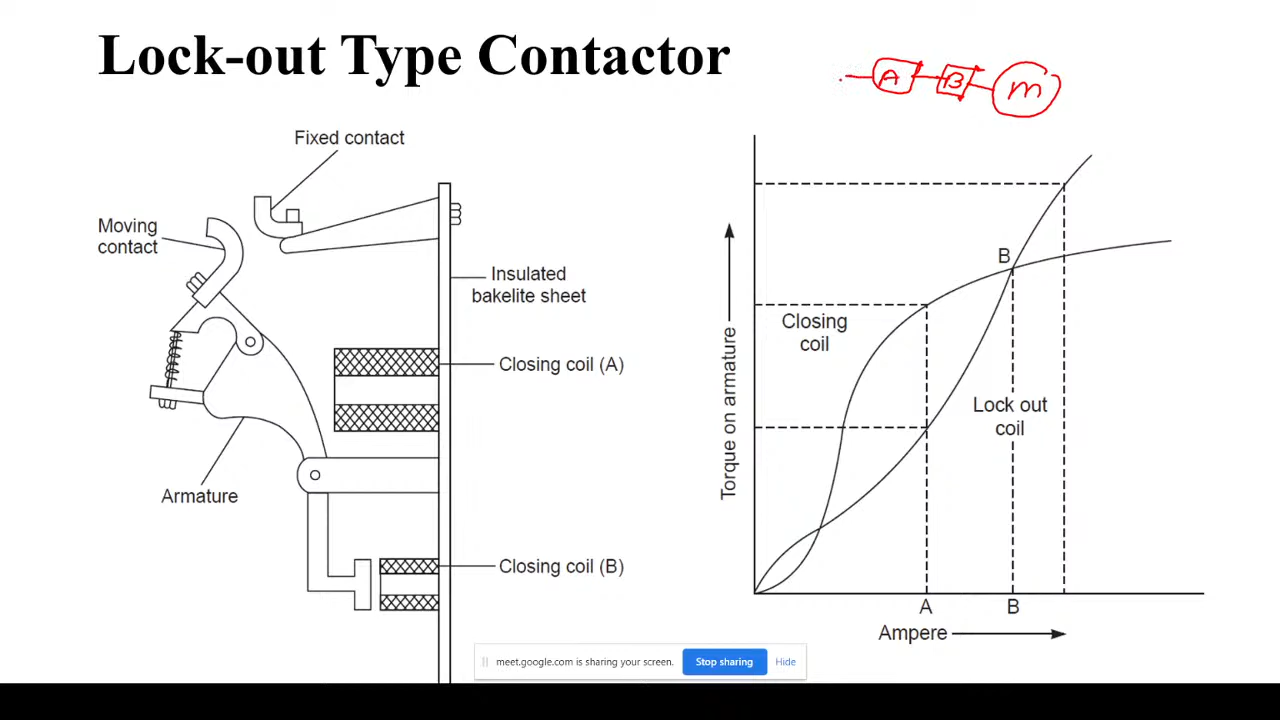 Lock-out Type Contactor
A B m
Fixed contact
Moving
contact
Insulated
bakelite sheet
Closing coil (A)
Armature
Closing coil (B)
B
Closing
coil
Lock out
coil
Torque on armature
A
B
Ampere
meet.google.com is sharing your screen.
Stop sharing
Hide